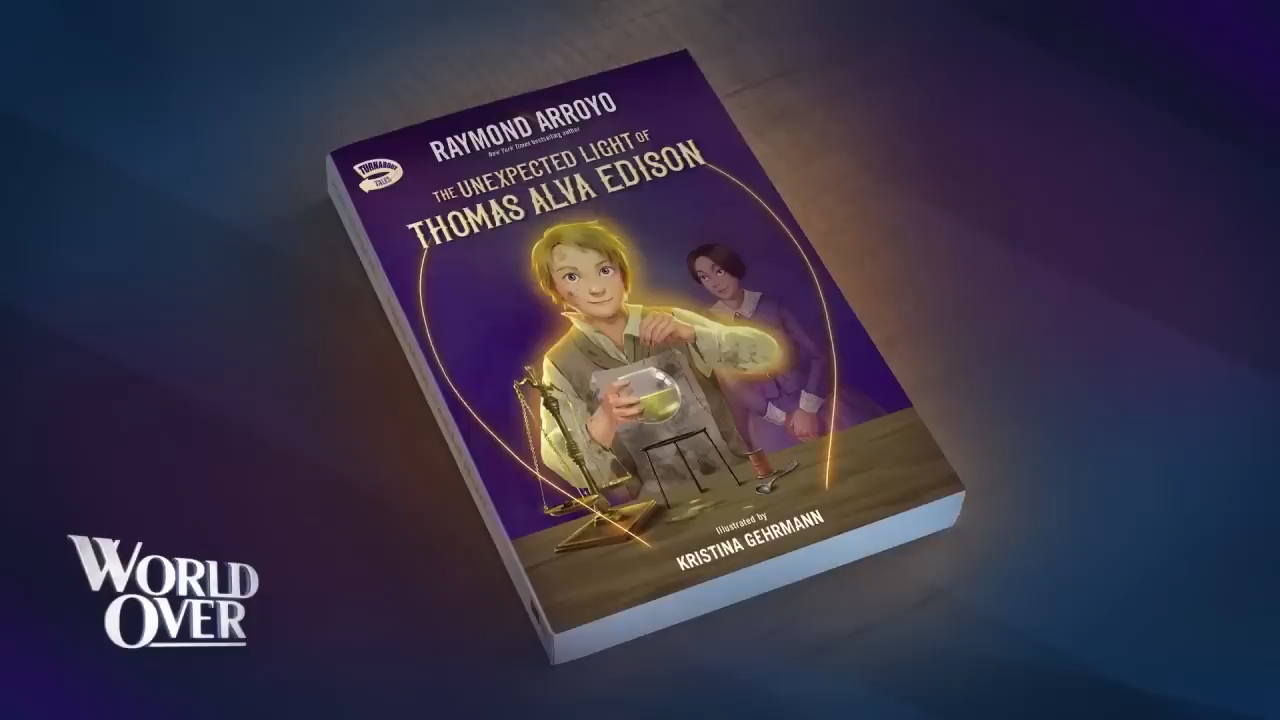 RAYMOND ARROYO
New York Times bestselling author
TURNABOUT
TALES
THE UNEXPECTED LIGHT OF
THOMAS ALVA EDISON
Illustrated by
KRISTINA GEHRMANN
WORLD
OVER